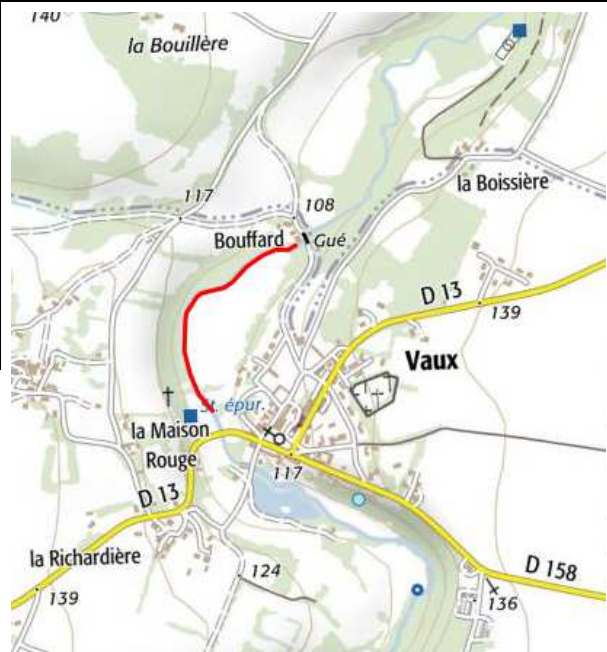 140
la Bouillère
la Boissière
117
108
Bouffard
Gué
D 13
139
Vaux
St. épur.
la Maison
Rouge
117
D 13
la Richardière
124
D 158
139
136